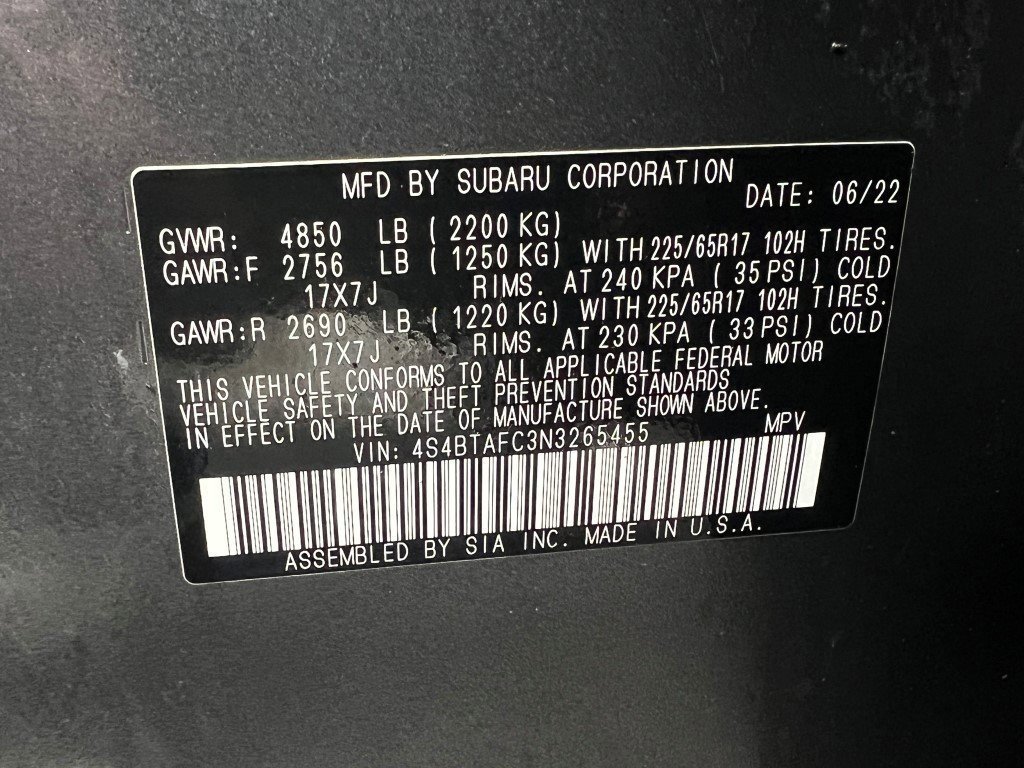 MFD BY SUBARU CORPORATION DATE: 06/22
GVWR: 4850 LB ( 2200 KG)
GAWR:F 2756 LB ( 1250 KG) WITH 225/65R17 102H TIRES.
17X7J RIMS. AT 240 KPA ( 35 PSI) COLD
GAWR:R 2690 LB ( 1220 KG) WITH 225/65R17 102H TIRES.
17X7J RIMS. AT 230 KPA ( 33 PSI) COLD
THIS VEHICLE CONFORMS TO ALL APPLICABLE FEDERAL MOTOR
VEHICLE SAFETY AND THEFT PREVENTION STANDARDS
IN EFFECT ON THE DATE OF MANUFACTURE SHOWN ABOVE.
VIN: 4S4BTAFC3N3265455 MPV
ASSEMBLED BY SIA INC. MADE IN U.S.A.